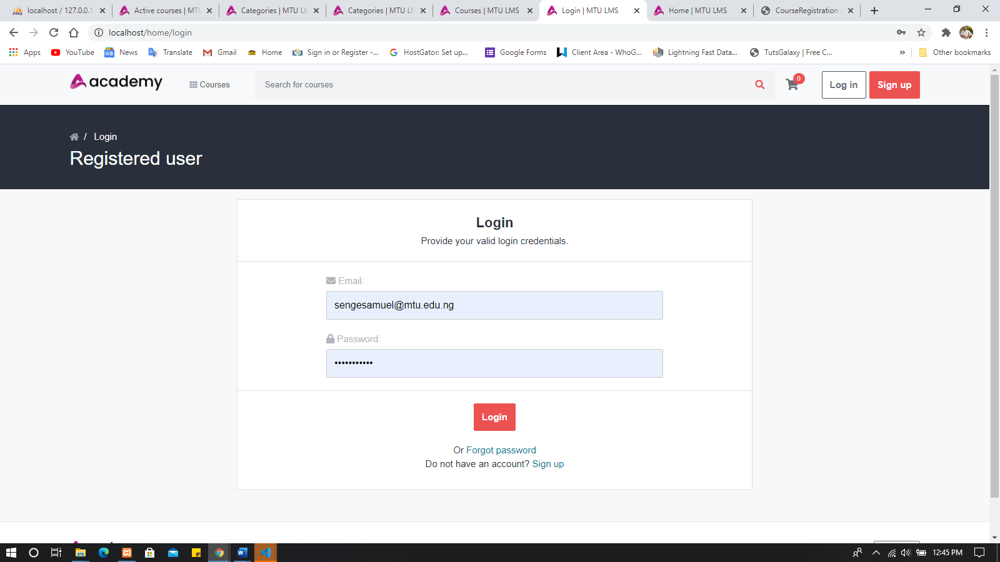 localhost / 127.0.0.1
Active courses | MTU
Categories | MTU LM
Categories | MTU LM
Courses | MTU LMS
Login | MTU LMS
Home | MTU LMS
CourseRegistration
localhost/home/login
Apps
YouTube
News
Translate
Gmail
Home
Sign in or Register -...
HostGator: Set up...
Google Forms
Client Area - WhoG...
Lightning Fast Data...
TutsGalaxy | Free C...
»
Other bookmarks
academy
Courses
Search for courses
0
Log in
Sign up
/ Login
Registered user
Login
Provide your valid login credentials.
Email:
sengesamuel@mtu.edu.ng
Password:
•••••••••••
Login
Or Forgot password
Do not have an account? Sign up
12:45 PM